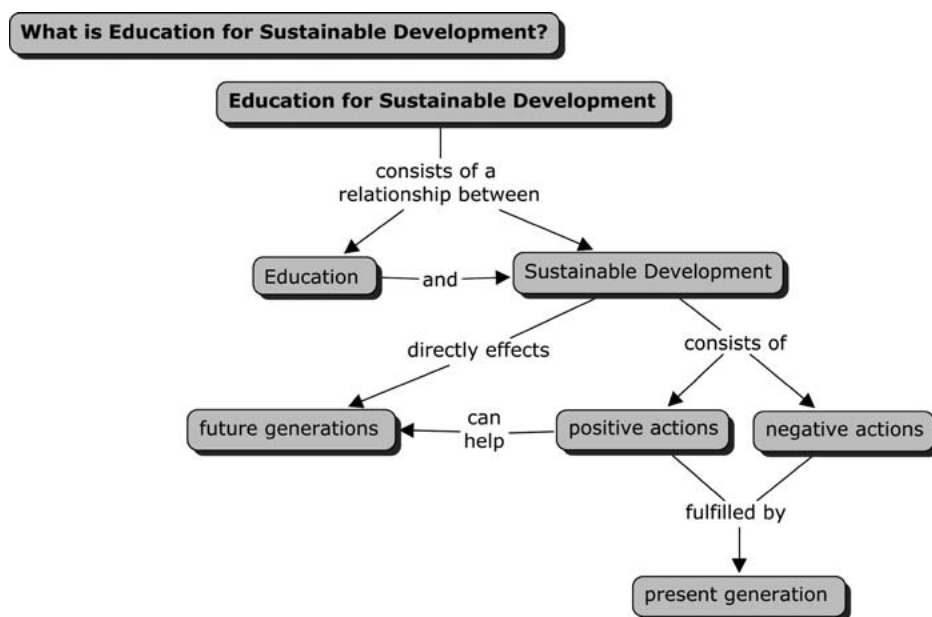 What is Education for Sustainable Development?
Education for Sustainable Development
consists of a
relationship between
Education
and
Sustainable Development
directly effects
consists of
future generations
can
help
positive actions
negative actions
fulfilled by
present generation